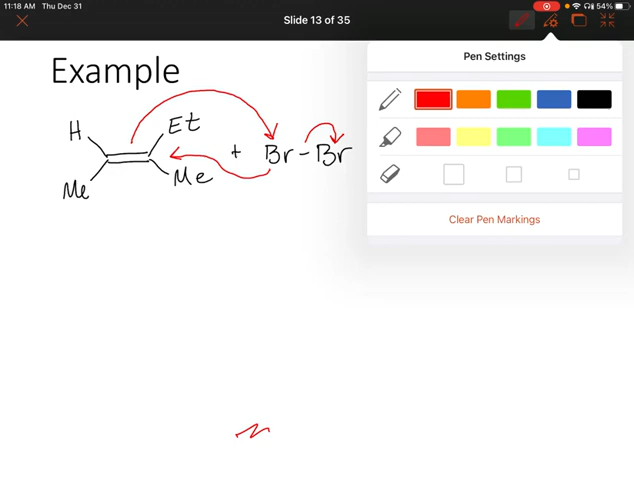 11:18 AM Thu Dec 31
54%
Slide 13 of 35
Pen Settings
Example
H
Et
+ Br - Br
Me
Me
Clear Pen Markings